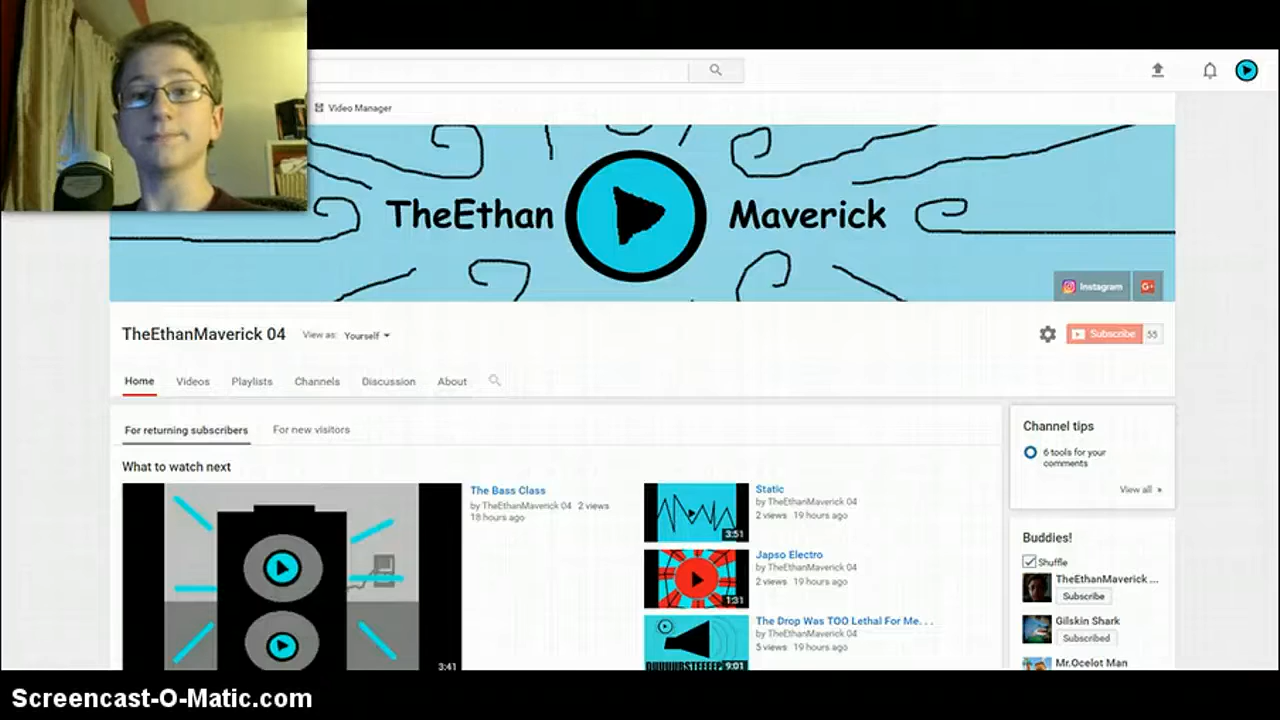 Video Manager
TheEthan Maverick
Instagram
G+
TheEthanMaverick 04 View as: Yourself
Subscribe 55
Home Videos Playlists Channels Discussion About
For returning subscribers For new visitors
What to watch next
The Bass Class
by TheEthanMaverick 04 2 views
18 hours ago
3:41
Static
by TheEthanMaverick 04
2 views 19 hours ago
3:51
Japso Electro
by TheEthanMaverick 04
2 views 19 hours ago
1:31
The Drop Was TOO Lethal For Me. . .
by TheEthanMaverick 04
5 views 19 hours ago
9:01
Channel tips
6 tools for your
comments
View all »
Buddies!
Shuffle
TheEthanMaverick ...
Subscribe
Gilskin Shark
Subscribed
Mr.Ocelot Man
Screencast-O-Matic.com